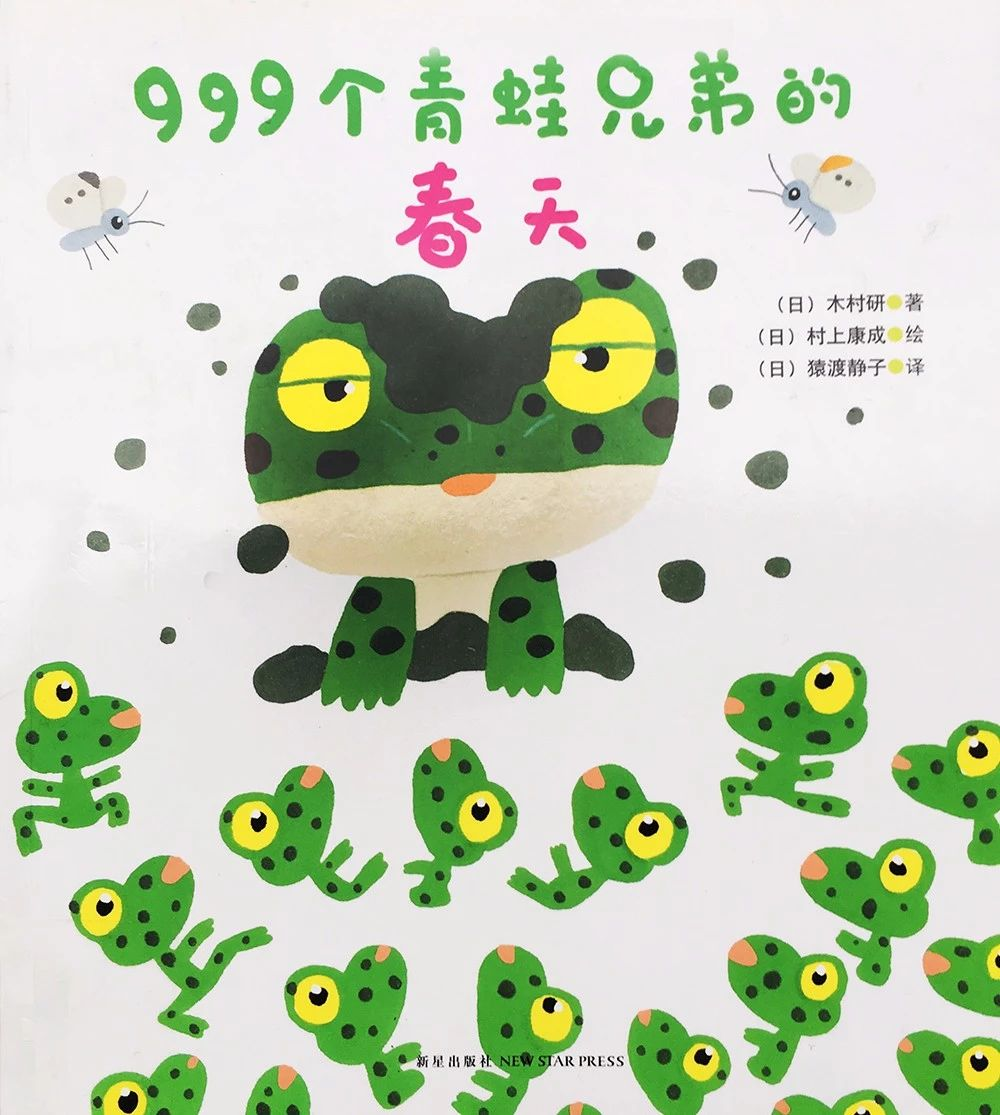 999个青蛙兄弟的
春天
（日）木村研●著
（日）村上康成●绘
（日）猿渡静子●译
新星出版社 NEW STAR PRESS